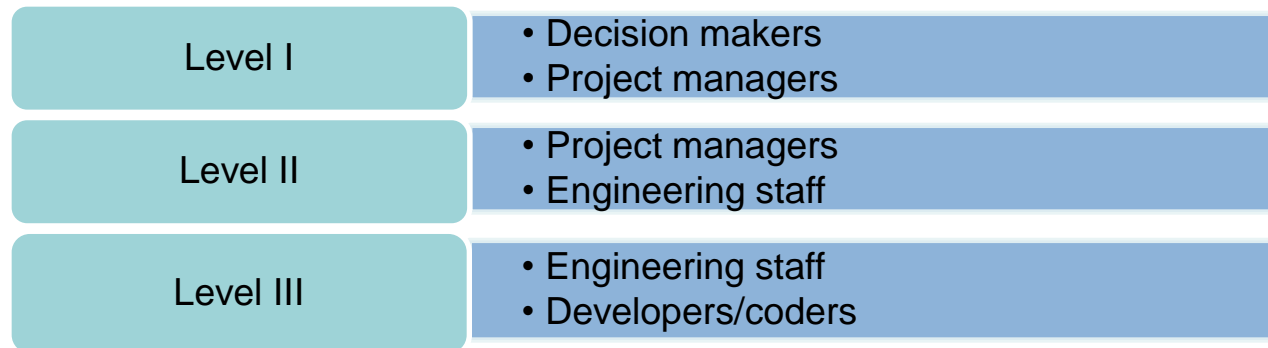 Level I
• Decision makers
• Project managers
Level II
• Project managers
• Engineering staff
Level III
• Engineering staff
• Developers/coders